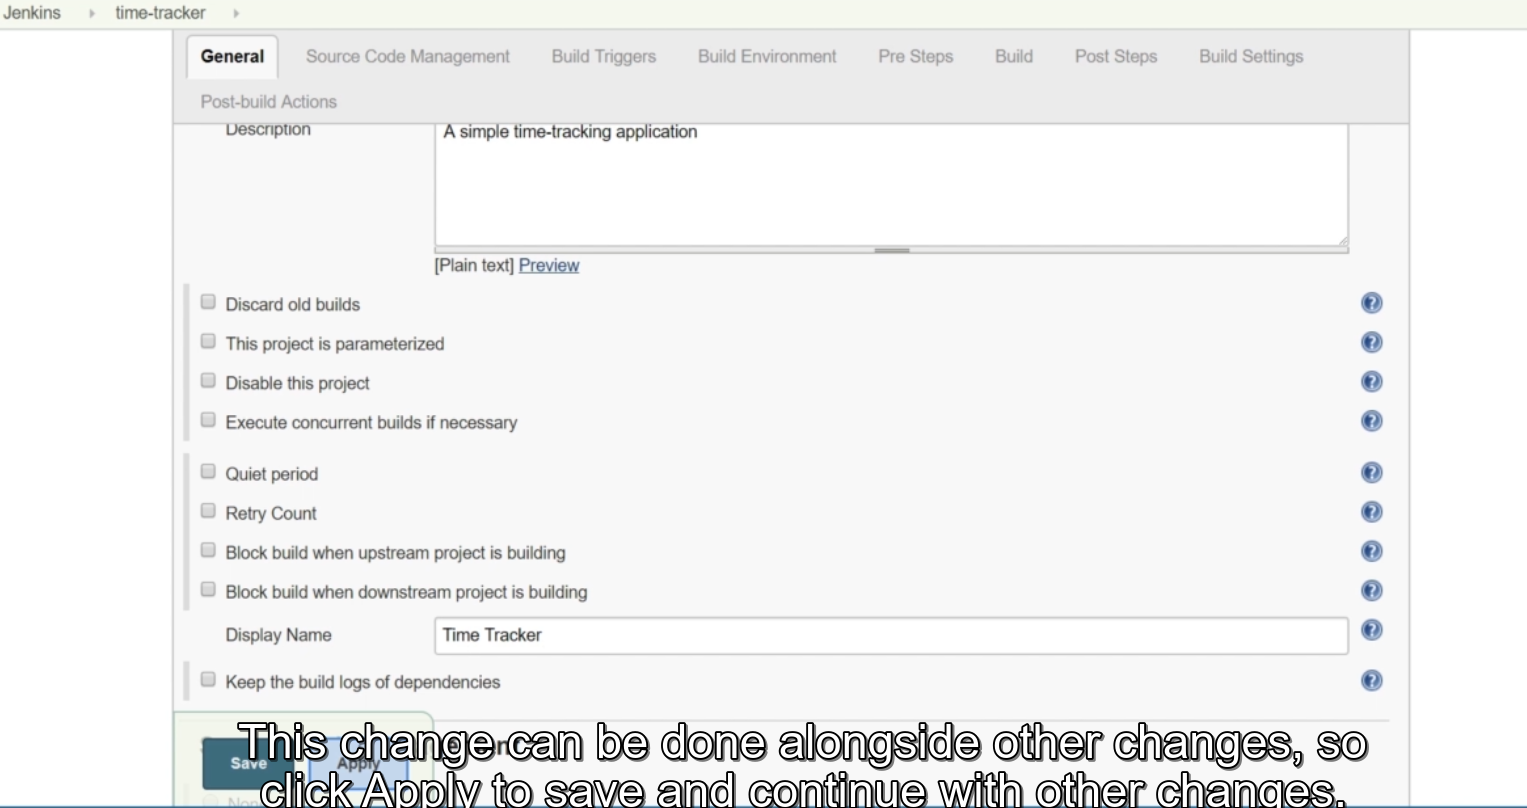 Jenkins time-tracker
General Source Code Management Build Triggers Build Environment Pre Steps Build Post Steps Build Settings
Post-build Actions
Description A simple time-tracking application
[Plain text] Preview
Discard old builds
This project is parameterized
Disable this project
Execute concurrent builds if necessary
Quiet period
Retry Count
Block build when upstream project is building
Block build when downstream project is building
Display Name Time Tracker
Keep the build logs of dependencies
Save Apply
This change can be done alongside other changes, so
click Apply to save and continue with other changes.